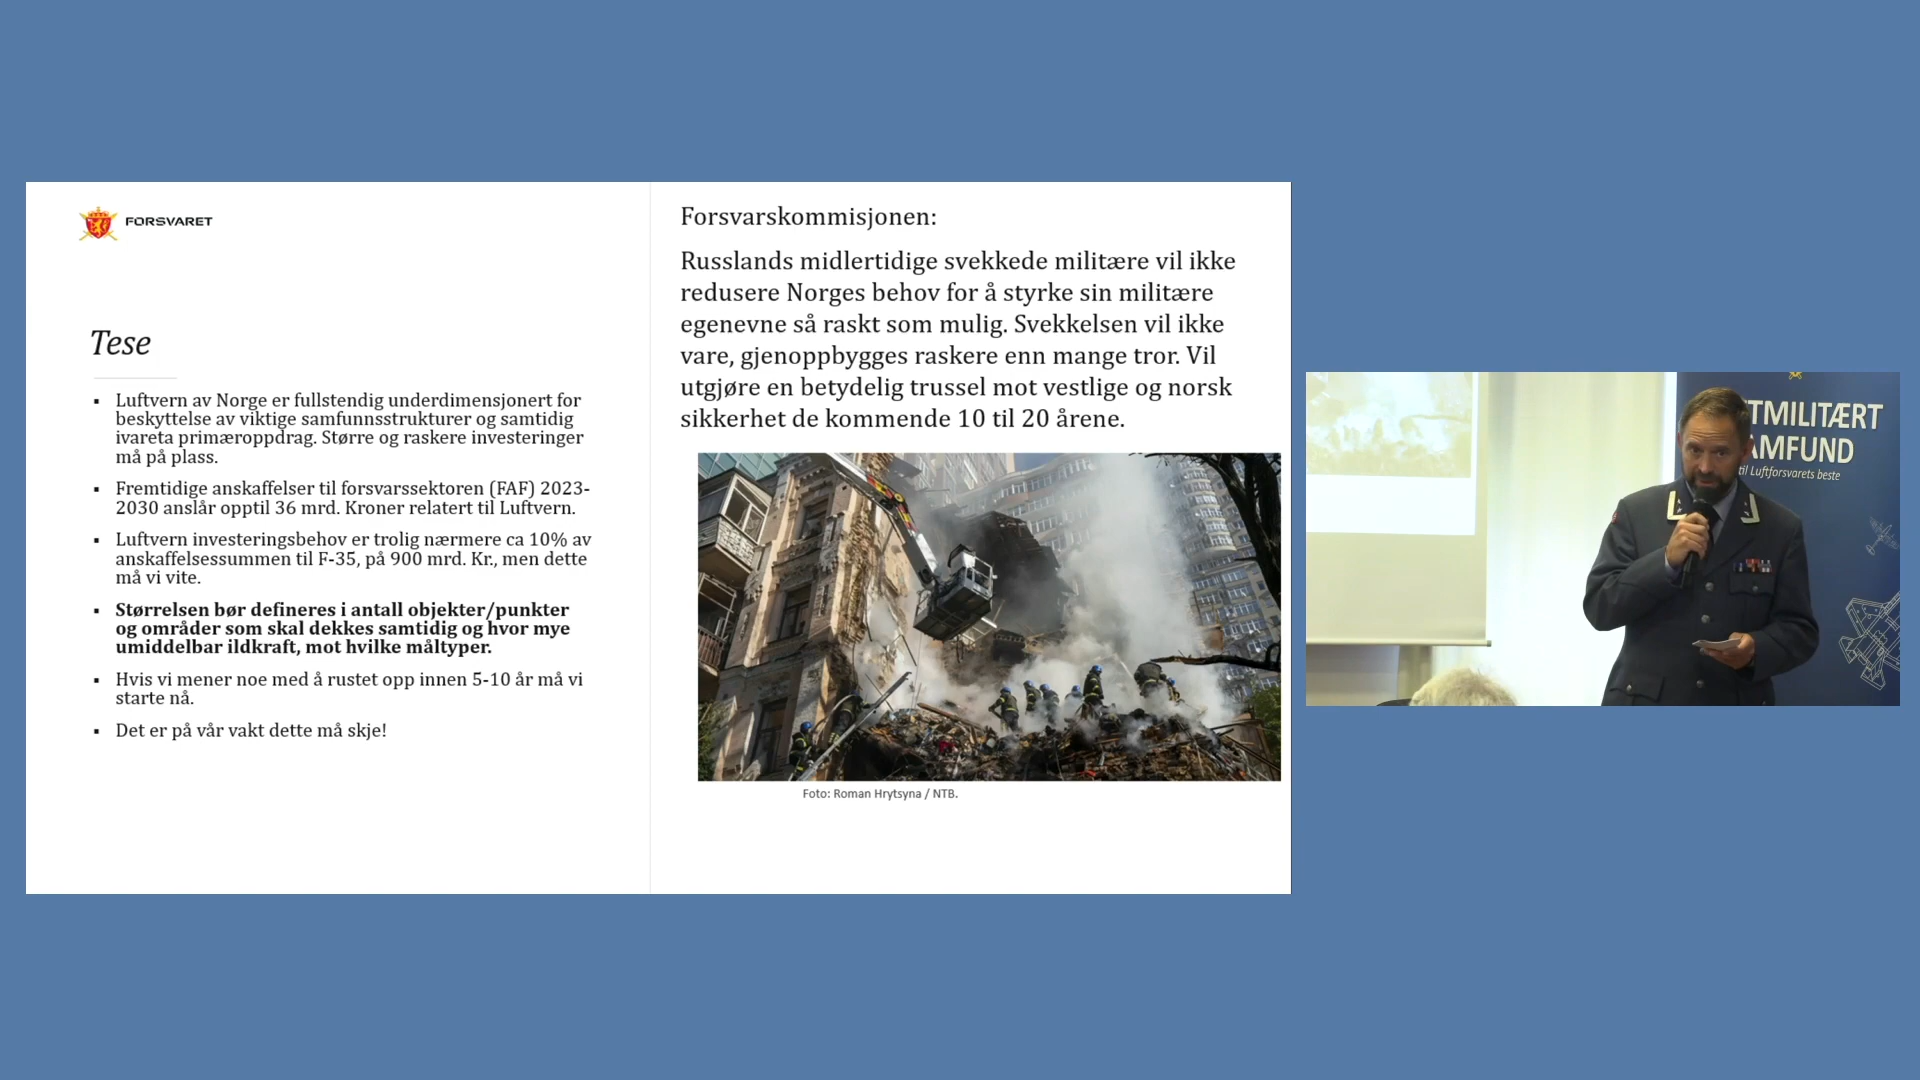 FORSVARET
Tese
▪ Luftvern av Norge er fullstendig underdimensjonert for
beskyttelse av viktige samfunnsstrukturer og samtidig
ivareta primæroppdrag. Større og raskere investeringer
må på plass.
▪ Fremtidige anskaffelser til forsvarssektoren (FAF) 2023-
2030 anslår opptil 36 mrd. Kroner relatert til Luftvern.
▪ Luftvern investeringsbehov er trolig nærmere ca 10% av
anskaffelsessummen til F-35, på 900 mrd. Kr., men dette
må vi vite.
▪ Størrelsen bør defineres i antall objekter/punkter
og områder som skal dekkes samtidig og hvor mye
umiddelbar ildkraft, mot hvilke måltyper.
▪ Hvis vi mener noe med å rustet opp innen 5-10 år må vi
starte nå.
▪ Det er på vår vakt dette må skje!
Forsvarskommisjonen:
Russlands midlertidige svekkede militære vil ikke
redusere Norges behov for å styrke sin militære
egenevne så raskt som mulig. Svekkelsen vil ikke
vare, gjenoppbygges raskere enn mange tror. Vil
utgjøre en betydelig trussel mot vestlige og norsk
sikkerhet de kommende 10 til 20 årene.
Foto: Roman Hrytsyna / NTB.
TMILITÆRT
AMFUND
til Luftforsvarets beste